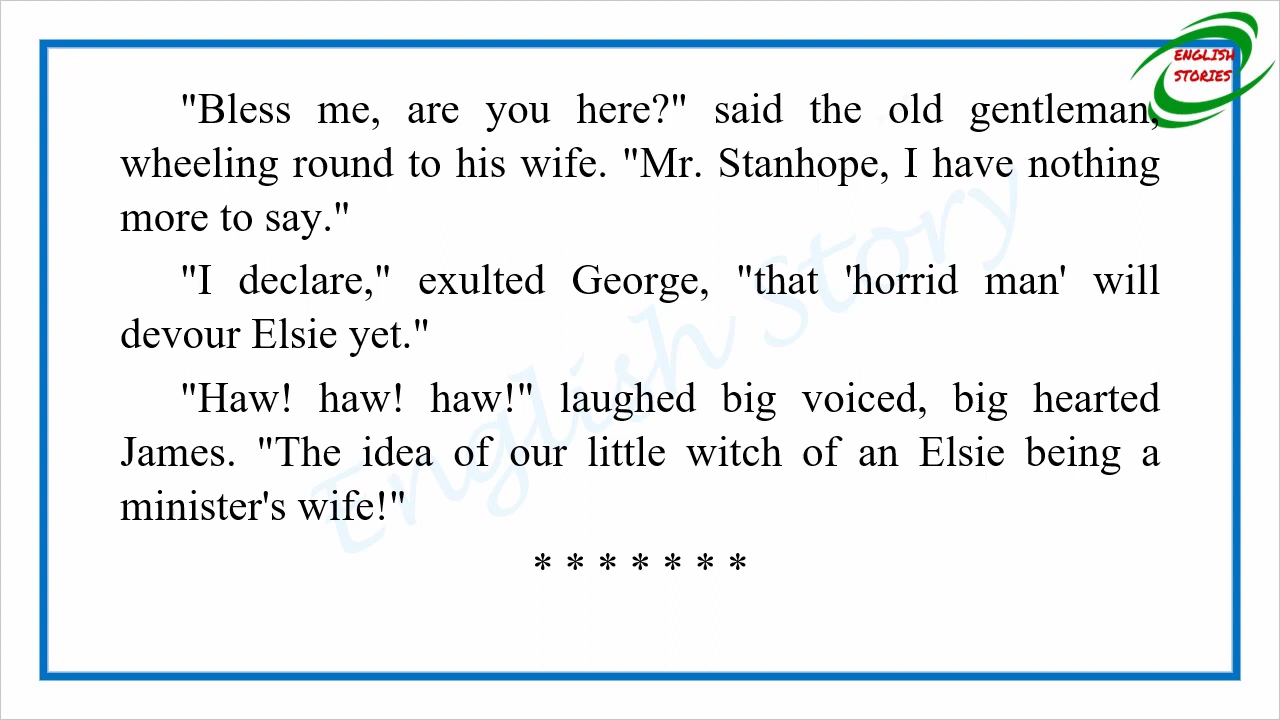 ENGLISH
STORIES
"Bless me, are you here?" said the old gentleman,
wheeling round to his wife. "Mr. Stanhope, I have nothing
more to say."
"I declare," exulted George, "that 'horrid man' will
devour Elsie yet."
"Haw! haw! haw!" laughed big voiced, big hearted
James. "The idea of our little witch of an Elsie being a
minister's wife!"
* * * * * * *
English Story